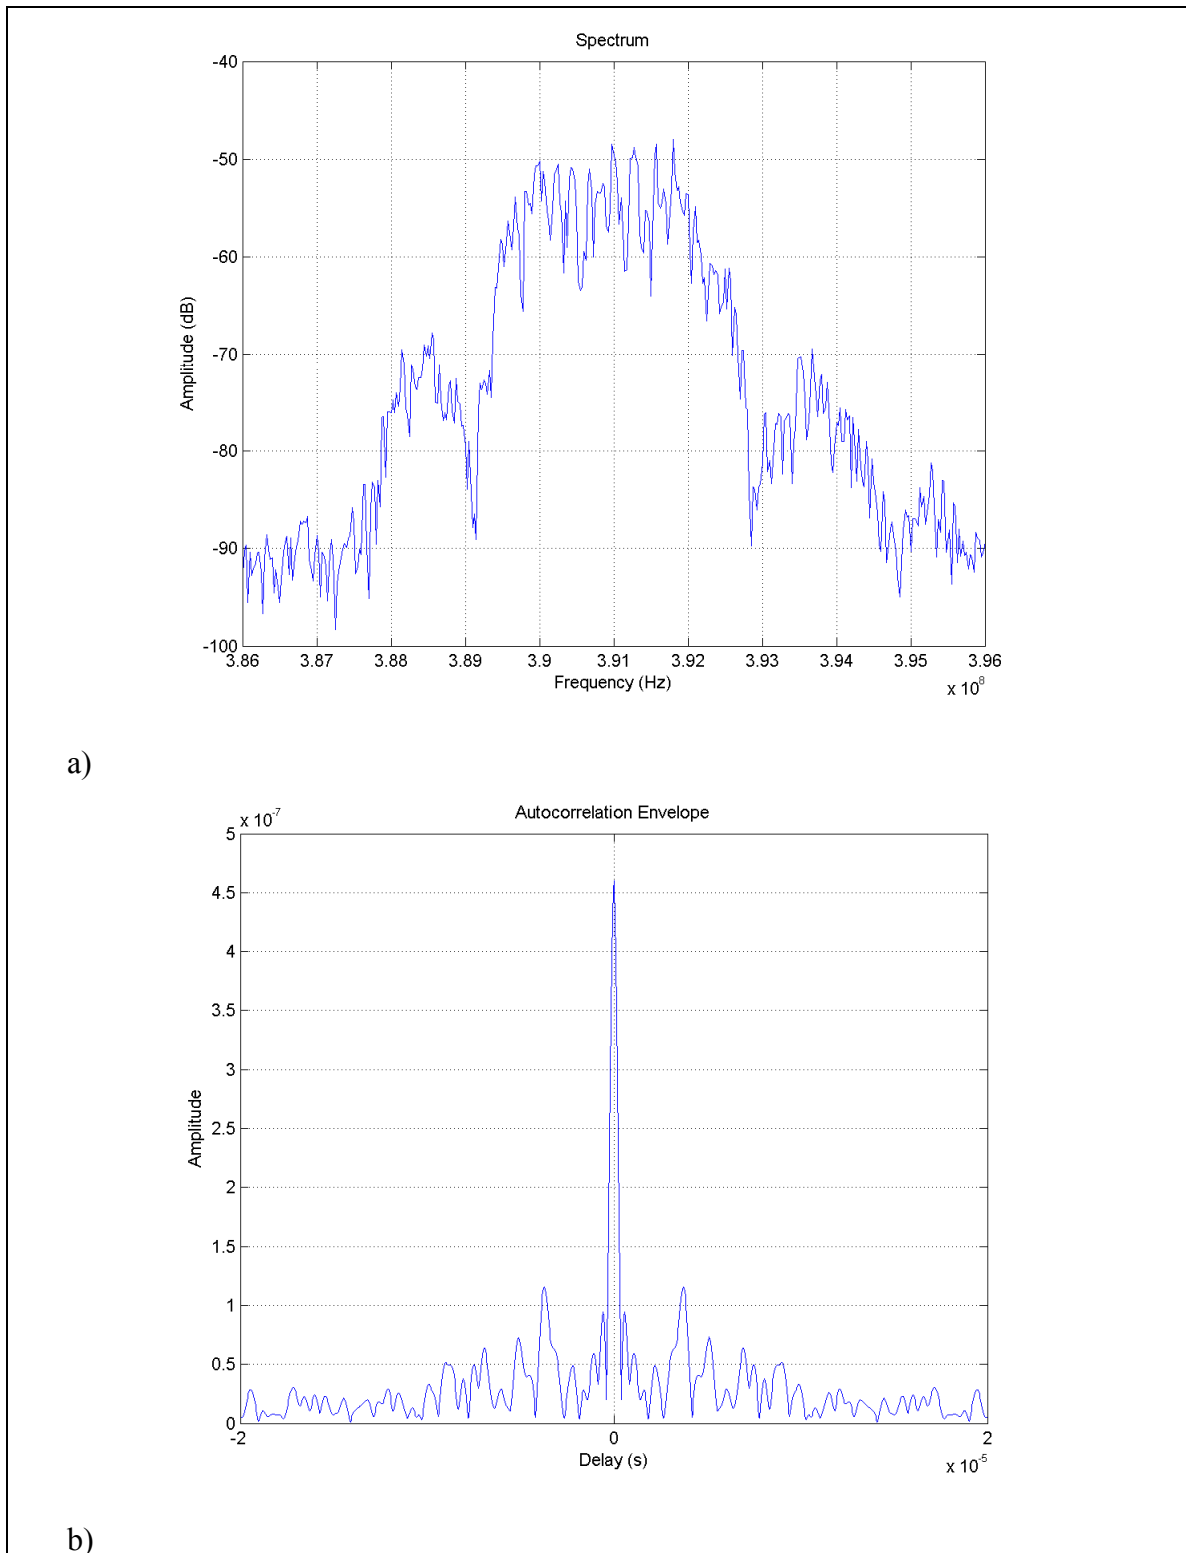 Spectrum
-40
-50
-60
-70
-80
-90
-100
Amplitude (dB)
3.86 3.87 3.88 3.89 3.9 3.91 3.92 3.93 3.94 3.95 3.96
Frequency (Hz)
x 10^8
a)
Autocorrelation Envelope
x 10^-7
5
4.5
4
3.5
3
2.5
2
1.5
1
0.5
0
Amplitude
-2 0 2
Delay (s)
x 10^-5
b)